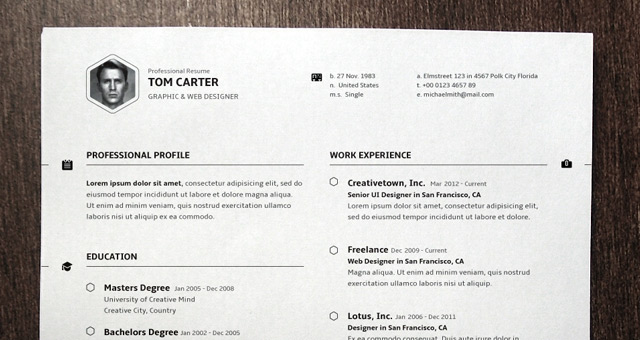 Professional Resume
TOM CARTER
GRAPHIC & WEB DESIGNER
b. 27 Nov. 1983
n. United States
m.s. Single
a. Elmstreet 123 in 4567 Polk City Florida
t. +00 0123 4657 89
e. michaelmith@mail.com
PROFESSIONAL PROFILE
Lorem ipsum dolor sit amet, consectetur adipisicing elit, sed do
eiusmod tempor incididunt ut labore et dolore magna aliqua.
Ut enim ad minim veniam, quis nostrud exercitation ullamco
laboris nisi ut aliquip ex ea commodo.
EDUCATION
Masters Degree Jan 2005 - Dec 2008
University of Creative Mind
Creative City, Country
Bachelors Degree Jan 2002 - Dec 2005
WORK EXPERIENCE
Creativetown, Inc. Mar 2012 - Current
Senior UI Designer in San Francisco, CA
Lorem ipsum dolor sit amet, consectetur adipisicing elit,
sed do eiusmod tempor incididunt ut labore et dolore.
Freelance Dec 2009 - Current
Web Designer in San Francisco, CA
Magna aliqua. Ut enim ad minim veniam, quis nostrud
exercitation ullamco laboris nisi ut aliquip.
Lotus, Inc. Jan 2006 - Dec 2011
Designer in San Francisco, CA
Ex ea commodo consequat. Duis aute irure dolor in